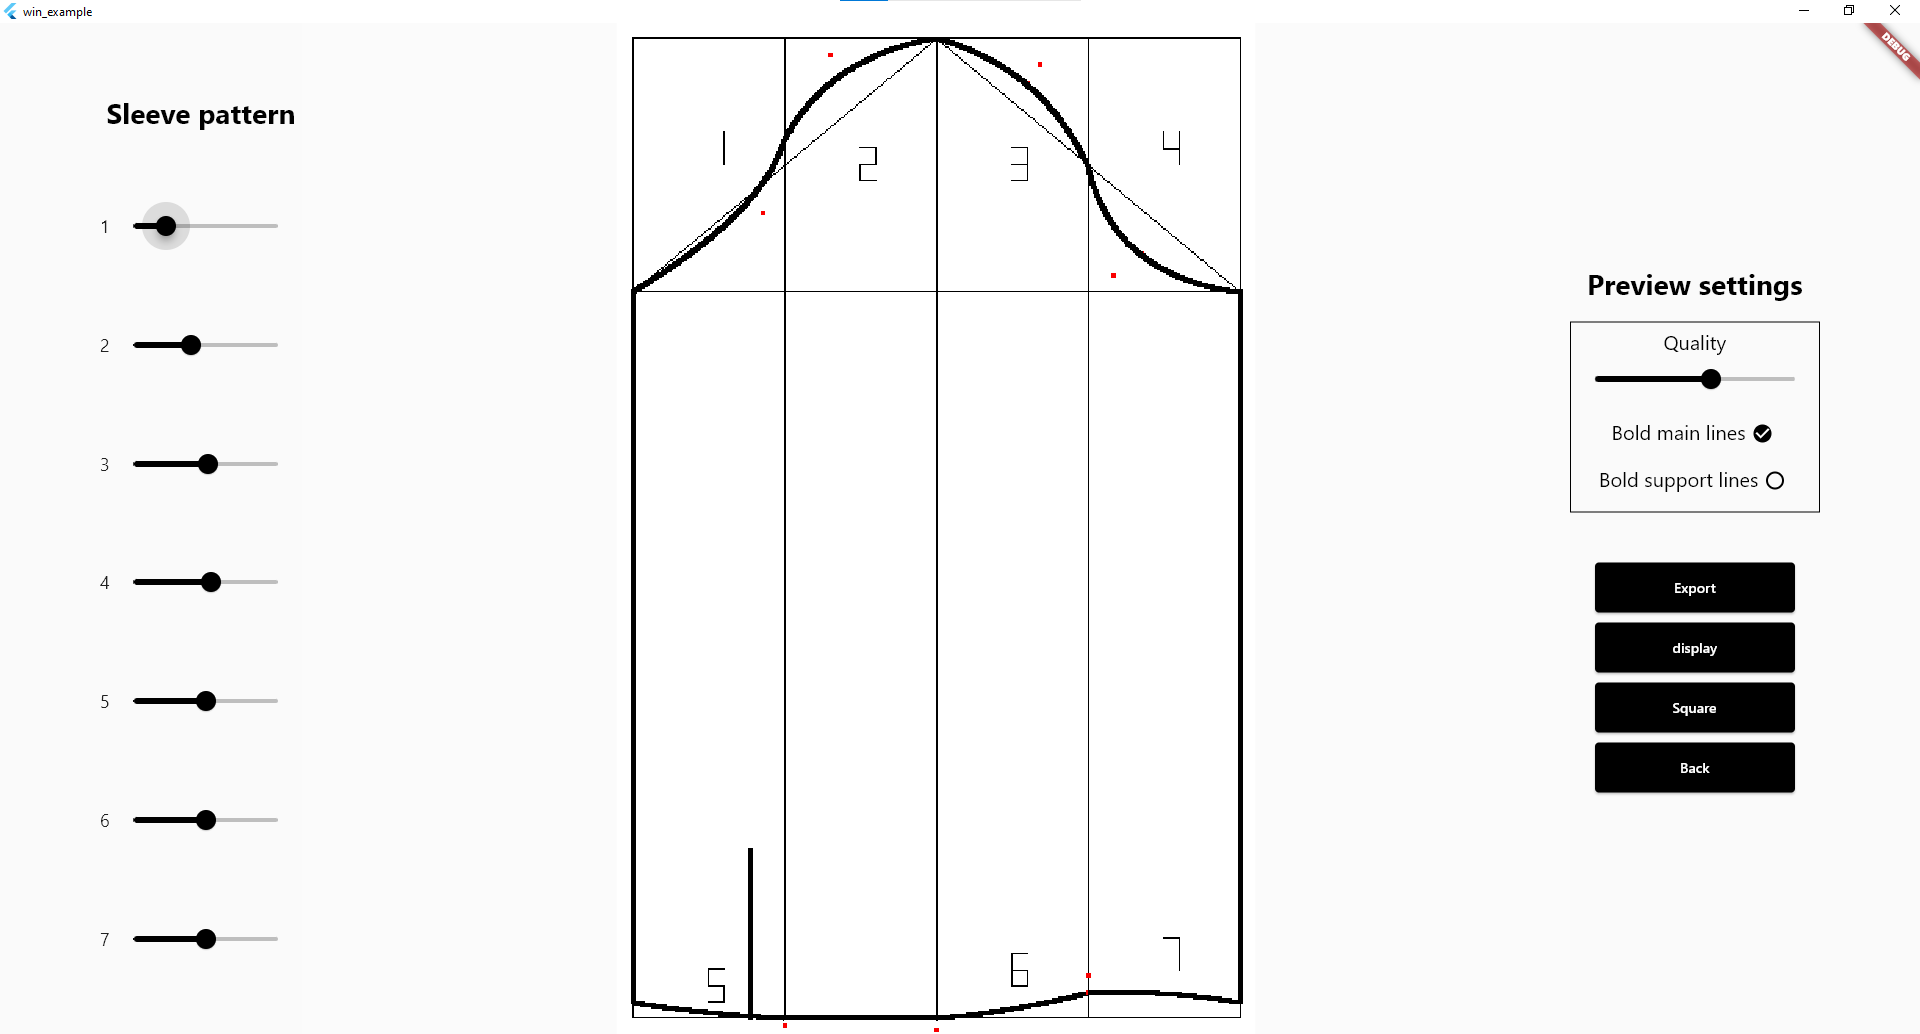 win_example
DEBUG
Sleeve pattern
1
2
3
4
5
6
7
1
2
3
4
5
6
7
Preview settings
Quality
Bold main lines
Bold support lines
Export
display
Square
Back